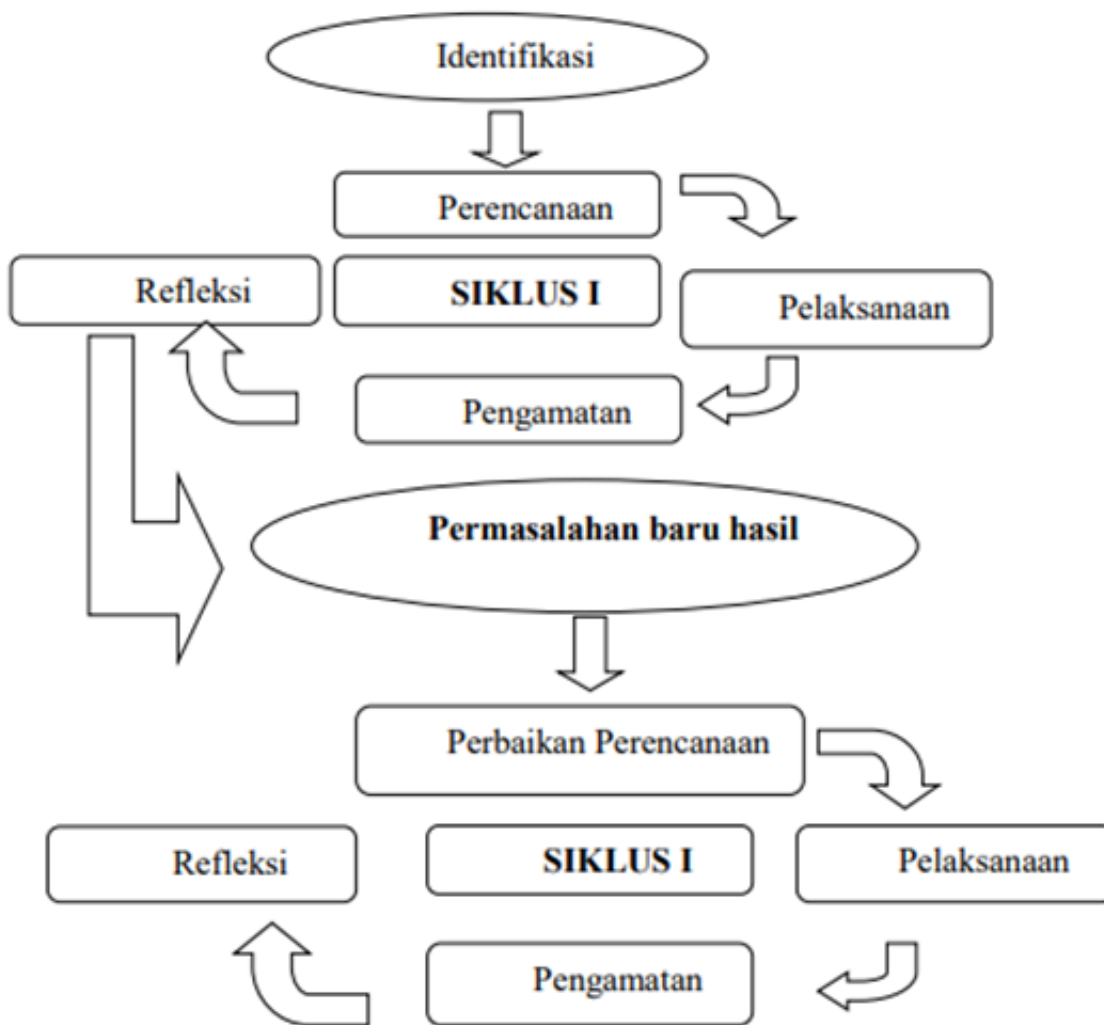 Identifikasi
Perencanaan
Refleksi
SIKLUS I
Pelaksanaan
Pengamatan
Permasalahan baru hasil
Perbaikan Perencanaan
Refleksi
SIKLUS I
Pelaksanaan
Pengamatan